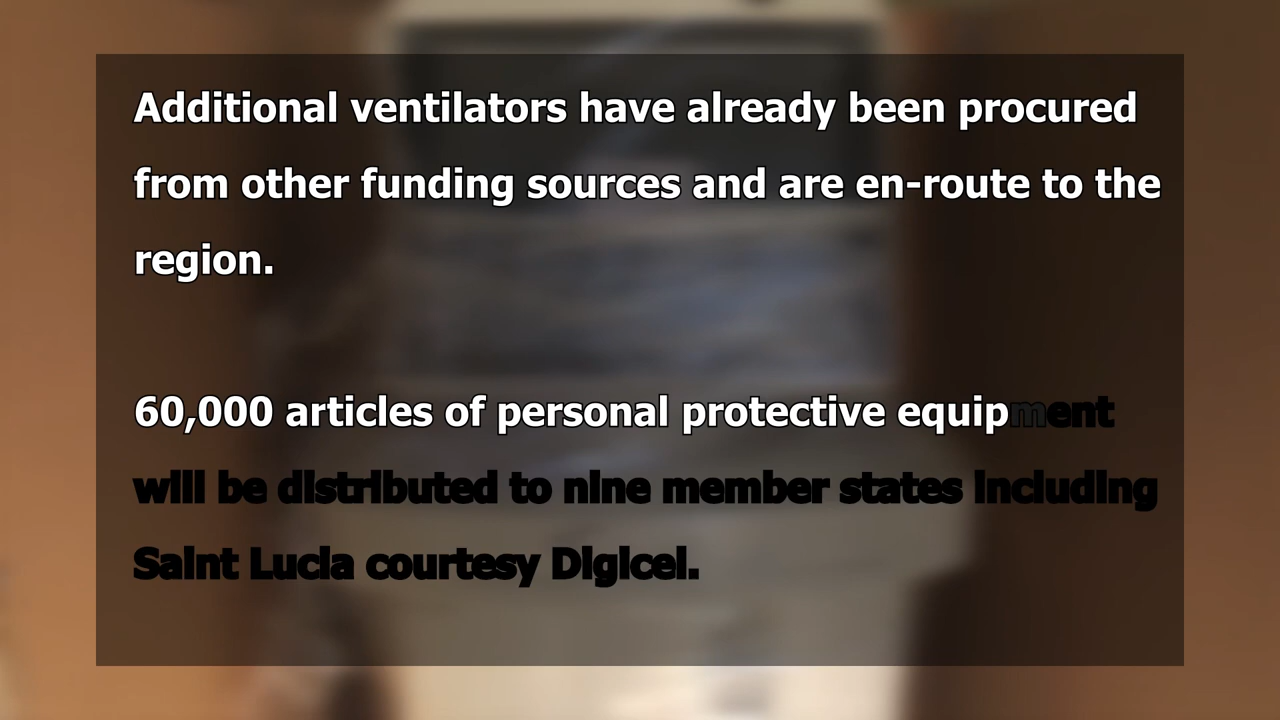 Additional ventilators have already been procured
from other funding sources and are en-route to the
region.
60,000 articles of personal protective equipment
will be distributed to nine member states including
Saint Lucia courtesy Digicel.